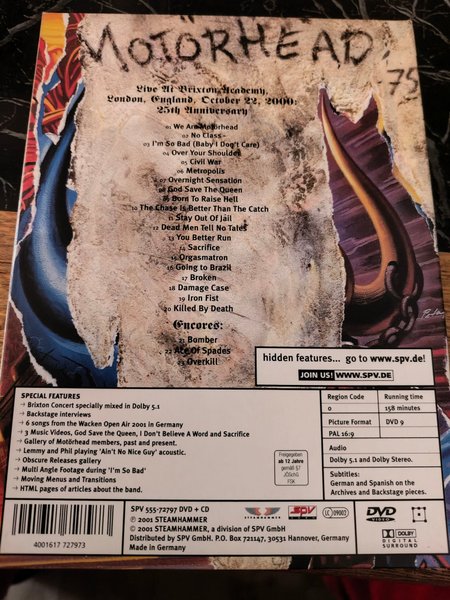 MOTÖRHEAD
75
Live At Brixton Academy,
London, England, October 22, 2000:
25th Anniversary
01 We Are Motörhead
02 No Class
03 I'm So Bad (Baby I Don't Care)
04 Over Your Shoulder
05 Civil War
06 Metropolis
07 Overnight Sensation
08 God Save The Queen
09 Born To Raise Hell
10 The Chase Is Better Than The Catch
11 Stay Out Of Jail
12 Dead Men Tell No Tales
13 You Better Run
14 Sacrifice
15 Orgasmatron
16 Going to Brazil
17 Broken
18 Damage Case
19 Iron Fist
20 Killed By Death
Encores:
21 Bomber
22 Ace Of Spades
23 Overkill
hidden features... go to www.spv.de!
JOIN US! WWW.SPV.DE
SPECIAL FEATURES
→ Brixton Concert specially mixed in Dolby 5.1
→ Backstage interviews
→ 6 songs from the Wacken Open Air 2001 in Germany
→ 3 Music Videos, God Save the Queen, I Don't Believe A Word and Sacrifice
→ Gallery of Motörhead members, past and present.
→ Lemmy and Phil playing 'Ain't No Nice Guy' acoustic.
→ Obscure Releases gallery
→ Multi Angle Footage during 'I'm So Bad'
→ Moving Menus and Transitions
→ HTML pages of articles about the band.
Freigegeben
ab 12 Jahre
gemäß §7
JÖSchG
FSK
Region Code
0
Running time
158 minutes
Picture Format
DVD 9
PAL 16:9
Audio
Dolby 5.1 and Dolby Stereo.
Subtitles:
German and Spanish on the
Archives and Backstage pieces.
4001617 727973
SPV 555-72797 DVD + CD
STEAMHAMMER
SPV
LC 09002
℗ 2001 STEAMHAMMER
© 2001 STEAMHAMMER, a division of SPV GmbH
Distributed by SPV GmbH. P.O. Box 721147, 30531 Hannover, Germany
Made in Germany
DVD
VIDEO
DOLBY
DIGITAL
SURROUND